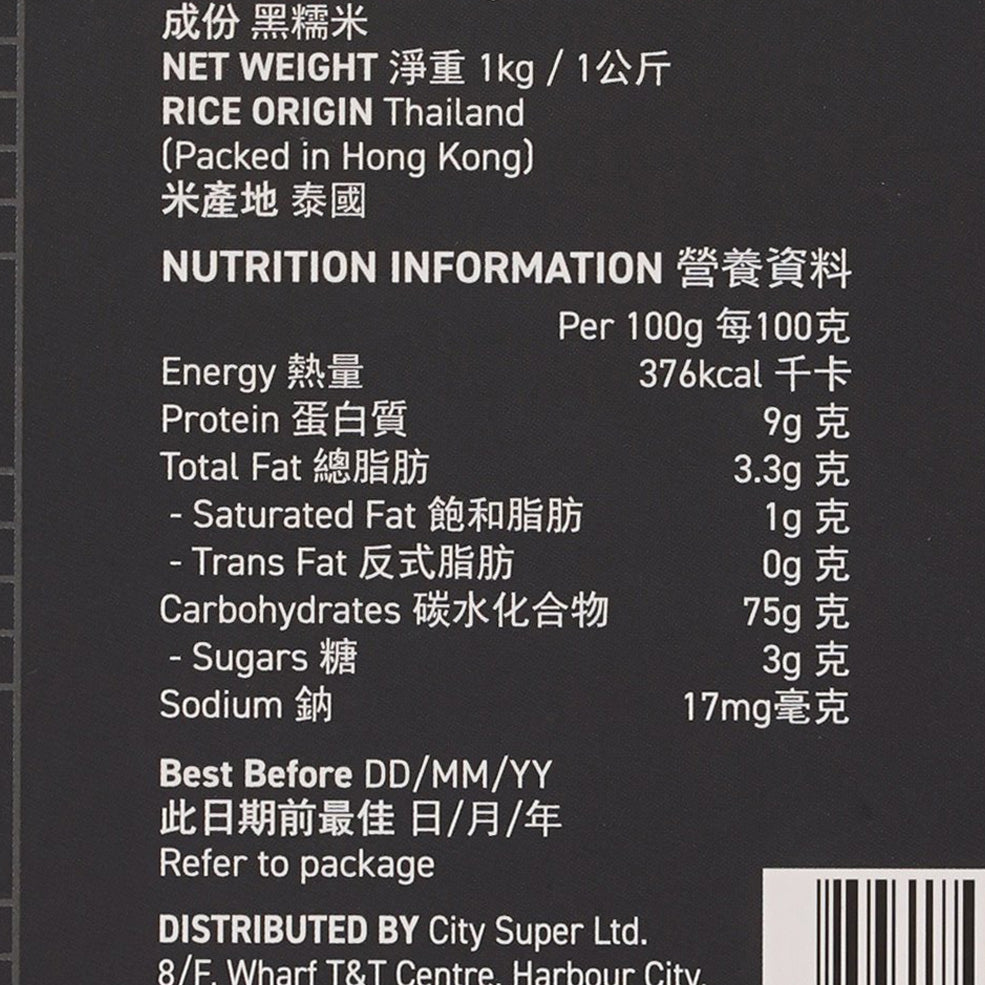 成份 黑糯米
NET WEIGHT 淨重 1kg / 1公斤
RICE ORIGIN Thailand
(Packed in Hong Kong)
米產地 泰國
NUTRITION INFORMATION 營養資料
Per 100g 每100克
Energy 熱量 376kcal 千卡
Protein 蛋白質 9g 克
Total Fat 總脂肪 3.3g 克
- Saturated Fat 飽和脂肪 1g 克
- Trans Fat 反式脂肪 0g 克
Carbohydrates 碳水化合物 75g 克
- Sugars 糖 3g 克
Sodium 鈉 17mg毫克
Best Before DD/MM/YY
此日期前最佳 日/月/年
Refer to package
DISTRIBUTED BY City Super Ltd.
8/F, Wharf T&T Centre, Harbour City,